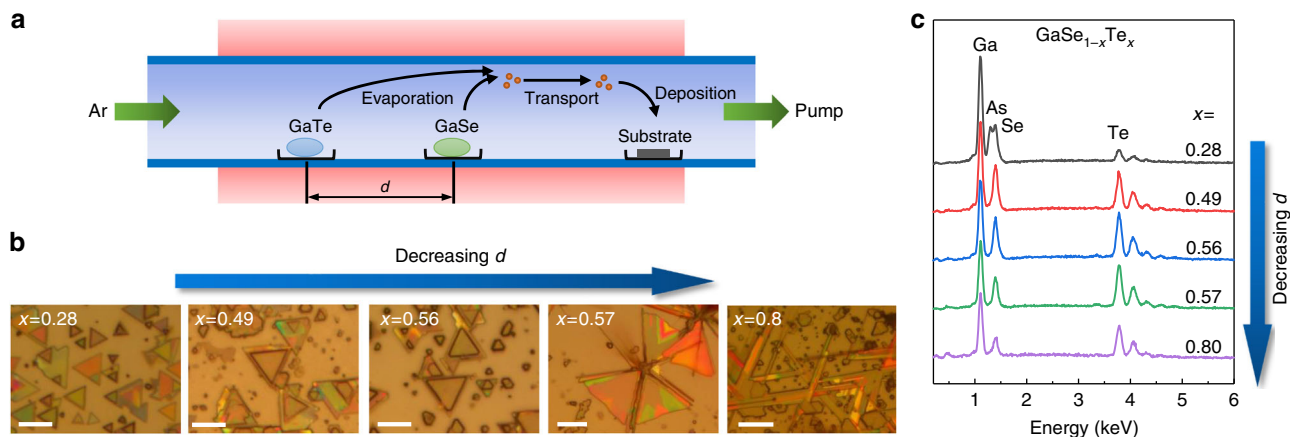 a
Ar
GaTe
Evaporation
GaSe
Transport
Deposition
Substrate
Pump
d
b
Decreasing d
x=0.28
x=0.49
x=0.56
x=0.57
x=0.8
c
GaSe1–xTex
Ga
As
Se
Te
x=
0.28
0.49
0.56
0.57
0.80
Decreasing d
1 2 3 4 5 6
Energy (keV)